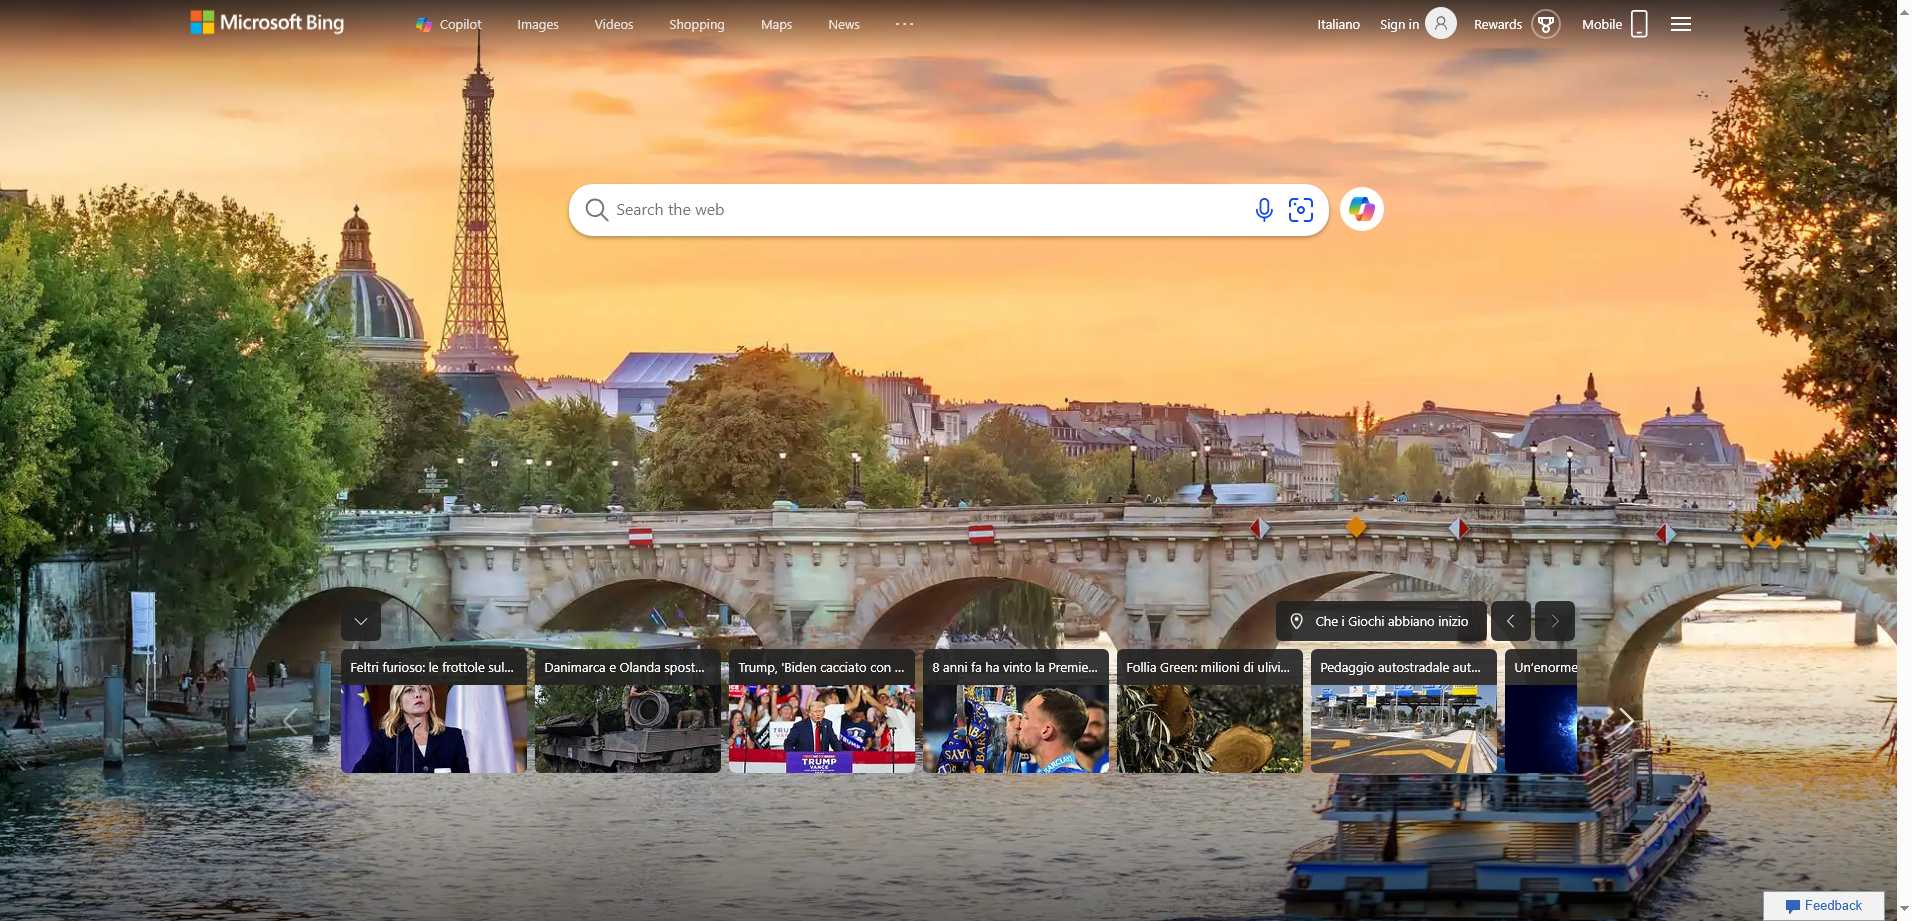 Microsoft Bing
Copilot
Images
Videos
Shopping
Maps
News
Italiano
Sign in
Rewards
Mobile
Search the web
Che i Giochi abbiano inizio
Feltri furioso: le frottole sul...
Danimarca e Olanda spost...
Trump, 'Biden cacciato con ...
8 anni fa ha vinto la Premie...
Follia Green: milioni di ulivi...
Pedaggio autostradale aut...
Un'enorme
TRUMP
VANCE
BARCLAYS
Feedback